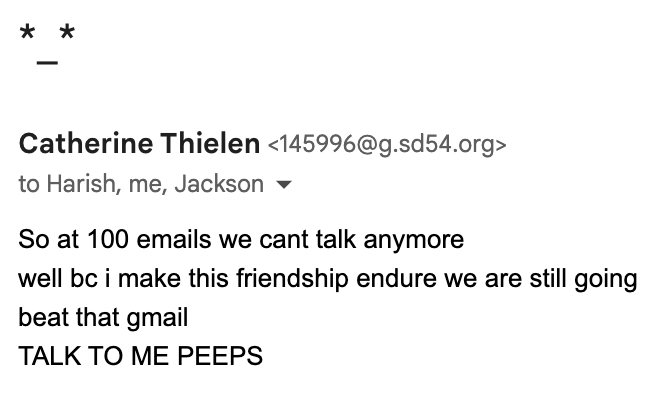 *_*
Catherine Thielen <145996@g.sd54.org>
to Harish, me, Jackson
So at 100 emails we cant talk anymore
well bc i make this friendship endure we are still going
beat that gmail
TALK TO ME PEEPS